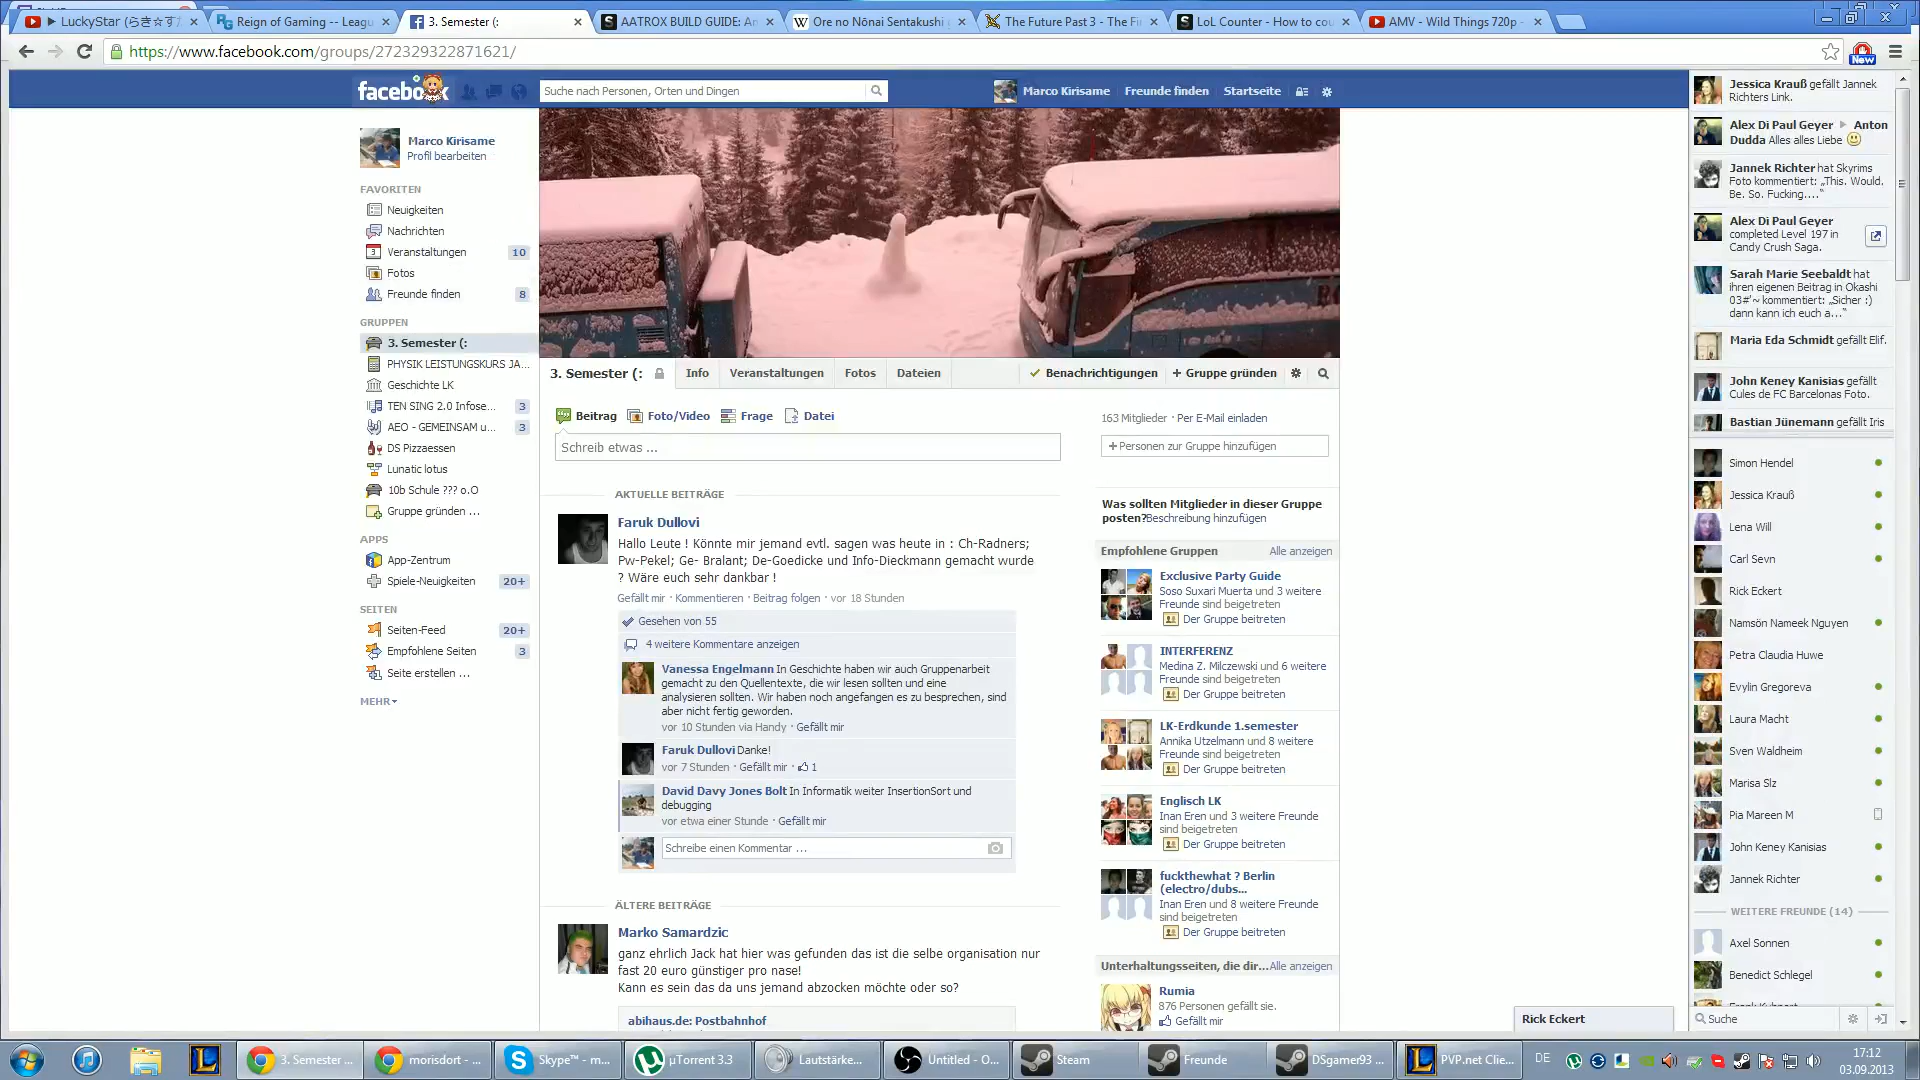 ▶ LuckyStar (らき☆す
Reign of Gaming -- Leagu
3. Semester (:
AATROX BUILD GUIDE: An
Ore no Nōnai Sentakushi
The Future Past 3 - The Fi
LoL Counter - How to cou
AMV - Wild Things 720p -
https://www.facebook.com/groups/272329322871621/
New
facebook
Suche nach Personen, Orten und Dingen
Marco Kirisame
Freunde finden
Startseite
Marco Kirisame
Profil bearbeiten
FAVORITEN
Neuigkeiten
Nachrichten
Veranstaltungen 10
Fotos
Freunde finden 8
GRUPPEN
3. Semester (:
PHYSIK LEISTUNGSKURS JA...
Geschichte LK
TEN SING 2.0 Infose... 3
AEO - GEMEINSAM u... 3
DS Pizzaessen
Lunatic lotus
10b Schule ??? o.O
Gruppe gründen ...
APPS
App-Zentrum
Spiele-Neuigkeiten 20+
SEITEN
Seiten-Feed 20+
Empfohlene Seiten 3
Seite erstellen ...
MEHR
3. Semester (:
Info
Veranstaltungen
Fotos
Dateien
Benachrichtigungen
+ Gruppe gründen
Beitrag
Foto/Video
Frage
Datei
Schreib etwas ...
AKTUELLE BEITRÄGE
Faruk Dullovi
Hallo Leute ! Könnte mir jemand evtl. sagen was heute in : Ch-Radners;
Pw-Pekel; Ge- Bralant; De-Goedicke und Info-Dieckmann gemacht wurde
? Wäre euch sehr dankbar !
Gefällt mir · Kommentieren · Beitrag folgen · vor 18 Stunden
Gesehen von 55
4 weitere Kommentare anzeigen
Vanessa Engelmann In Geschichte haben wir auch Gruppenarbeit
gemacht zu den Quellentexte, die wir lesen sollten und eine
analysieren sollten. Wir haben noch angefangen es zu besprechen, sind
aber nicht fertig geworden.
vor 10 Stunden via Handy · Gefällt mir
Faruk Dullovi Danke!
vor 7 Stunden · Gefällt mir · 1
David Davy Jones Bolt In Informatik weiter InsertionSort und
debugging
vor etwa einer Stunde · Gefällt mir
Schreibe einen Kommentar ...
ÄLTERE BEITRÄGE
Marko Samardzic
ganz ehrlich Jack hat hier was gefunden das ist die selbe organisation nur
fast 20 euro günstiger pro nase!
Kann es sein das da uns jemand abzocken möchte oder so?
abihaus.de: Postbahnhof
163 Mitglieder · Per E-Mail einladen
+ Personen zur Gruppe hinzufügen
Was sollten Mitglieder in dieser Gruppe
posten?Beschreibung hinzufügen
Empfohlene Gruppen Alle anzeigen
Exclusive Party Guide
Soso Suxari Muerta und 3 weitere
Freunde sind beigetreten
Der Gruppe beitreten
INTERFERENZ
Medina Z. Milczewski und 6 weitere
Freunde sind beigetreten
Der Gruppe beitreten
LK-Erdkunde 1.semester
Annika Utzelmann und 8 weitere
Freunde sind beigetreten
Der Gruppe beitreten
Englisch LK
Inan Eren und 3 weitere Freunde
sind beigetreten
Der Gruppe beitreten
fuckthewhat ? Berlin
(electro/dubs...
Inan Eren und 8 weitere Freunde
sind beigetreten
Der Gruppe beitreten
Unterhaltungsseiten, die dir... Alle anzeigen
Rumia
876 Personen gefällt sie.
Gefällt mir
Jessica Krauß gefällt Jannek
Richters Link.
Alex Di Paul Geyer ▶ Anton
Dudda Alles alles Liebe
Jannek Richter hat Skyrims
Foto kommentiert: „This. Would.
Be. So. Fucking....“
Alex Di Paul Geyer
completed Level 197 in
Candy Crush Saga.
Sarah Marie Seebaldt hat
ihren eigenen Beitrag in Okashi
03#'~ kommentiert: „Sicher :)
dann kann ich euch a...“
Maria Eda Schmidt gefällt Elif.
John Keney Kanisias gefällt
Cules de FC Barcelonas Foto.
Bastian Jünemann gefällt Iris
Simon Hendel
Jessica Krauß
Lena Will
Carl Sevn
Rick Eckert
Namsön Nameek Nguyen
Petra Claudia Huwe
Evylin Gregoreva
Laura Macht
Sven Waldheim
Marisa Slz
Pia Mareen M
John Keney Kanisias
Jannek Richter
WEITERE FREUNDE (14)
Axel Sonnen
Benedict Schlegel
Suche
Rick Eckert
3. Semester ...
morisdort - ...
Skype™ - m...
µTorrent 3.3
Lautstärke...
Untitled - O...
Steam
Freunde
DSgamer93 ...
PVP.net Clie...
DE
17:12
03.09.2013